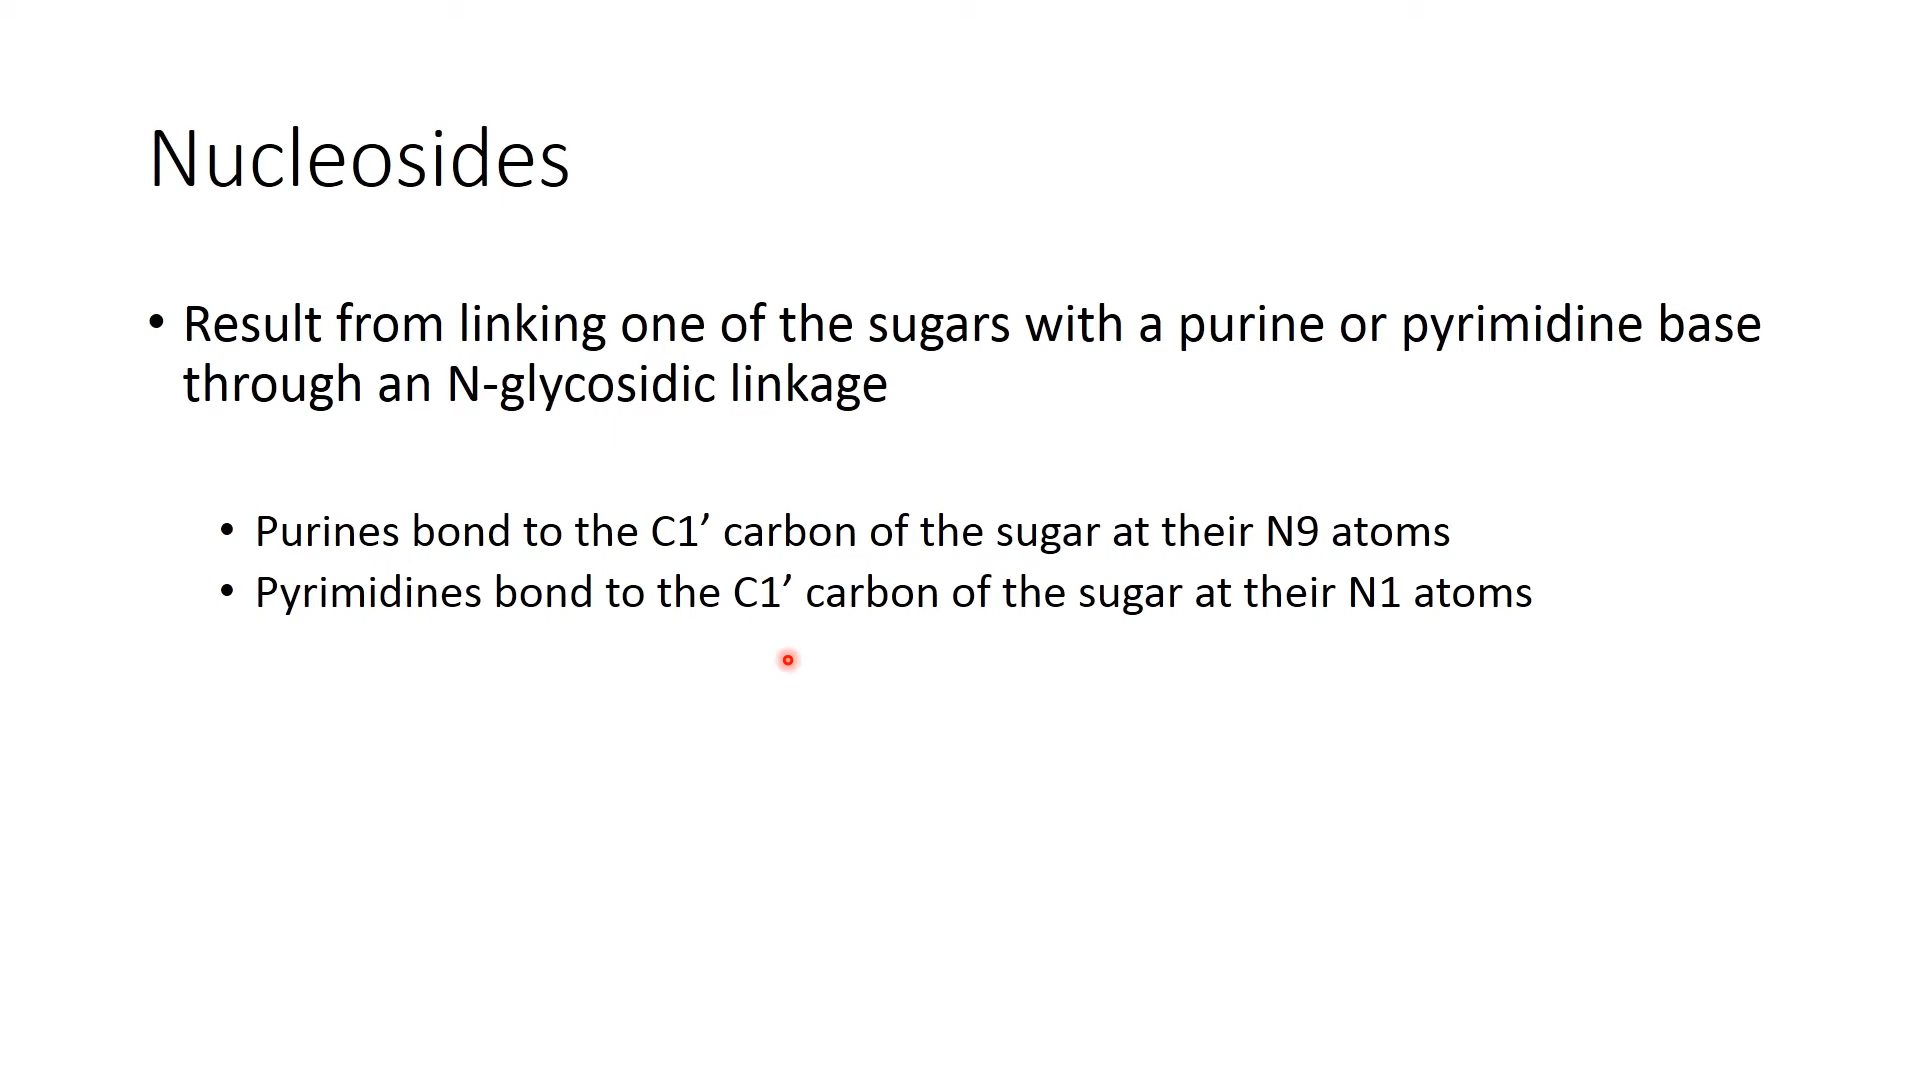 Nucleosides
• Result from linking one of the sugars with a purine or pyrimidine base
through an N-glycosidic linkage
• Purines bond to the C1’ carbon of the sugar at their N9 atoms
• Pyrimidines bond to the C1’ carbon of the sugar at their N1 atoms